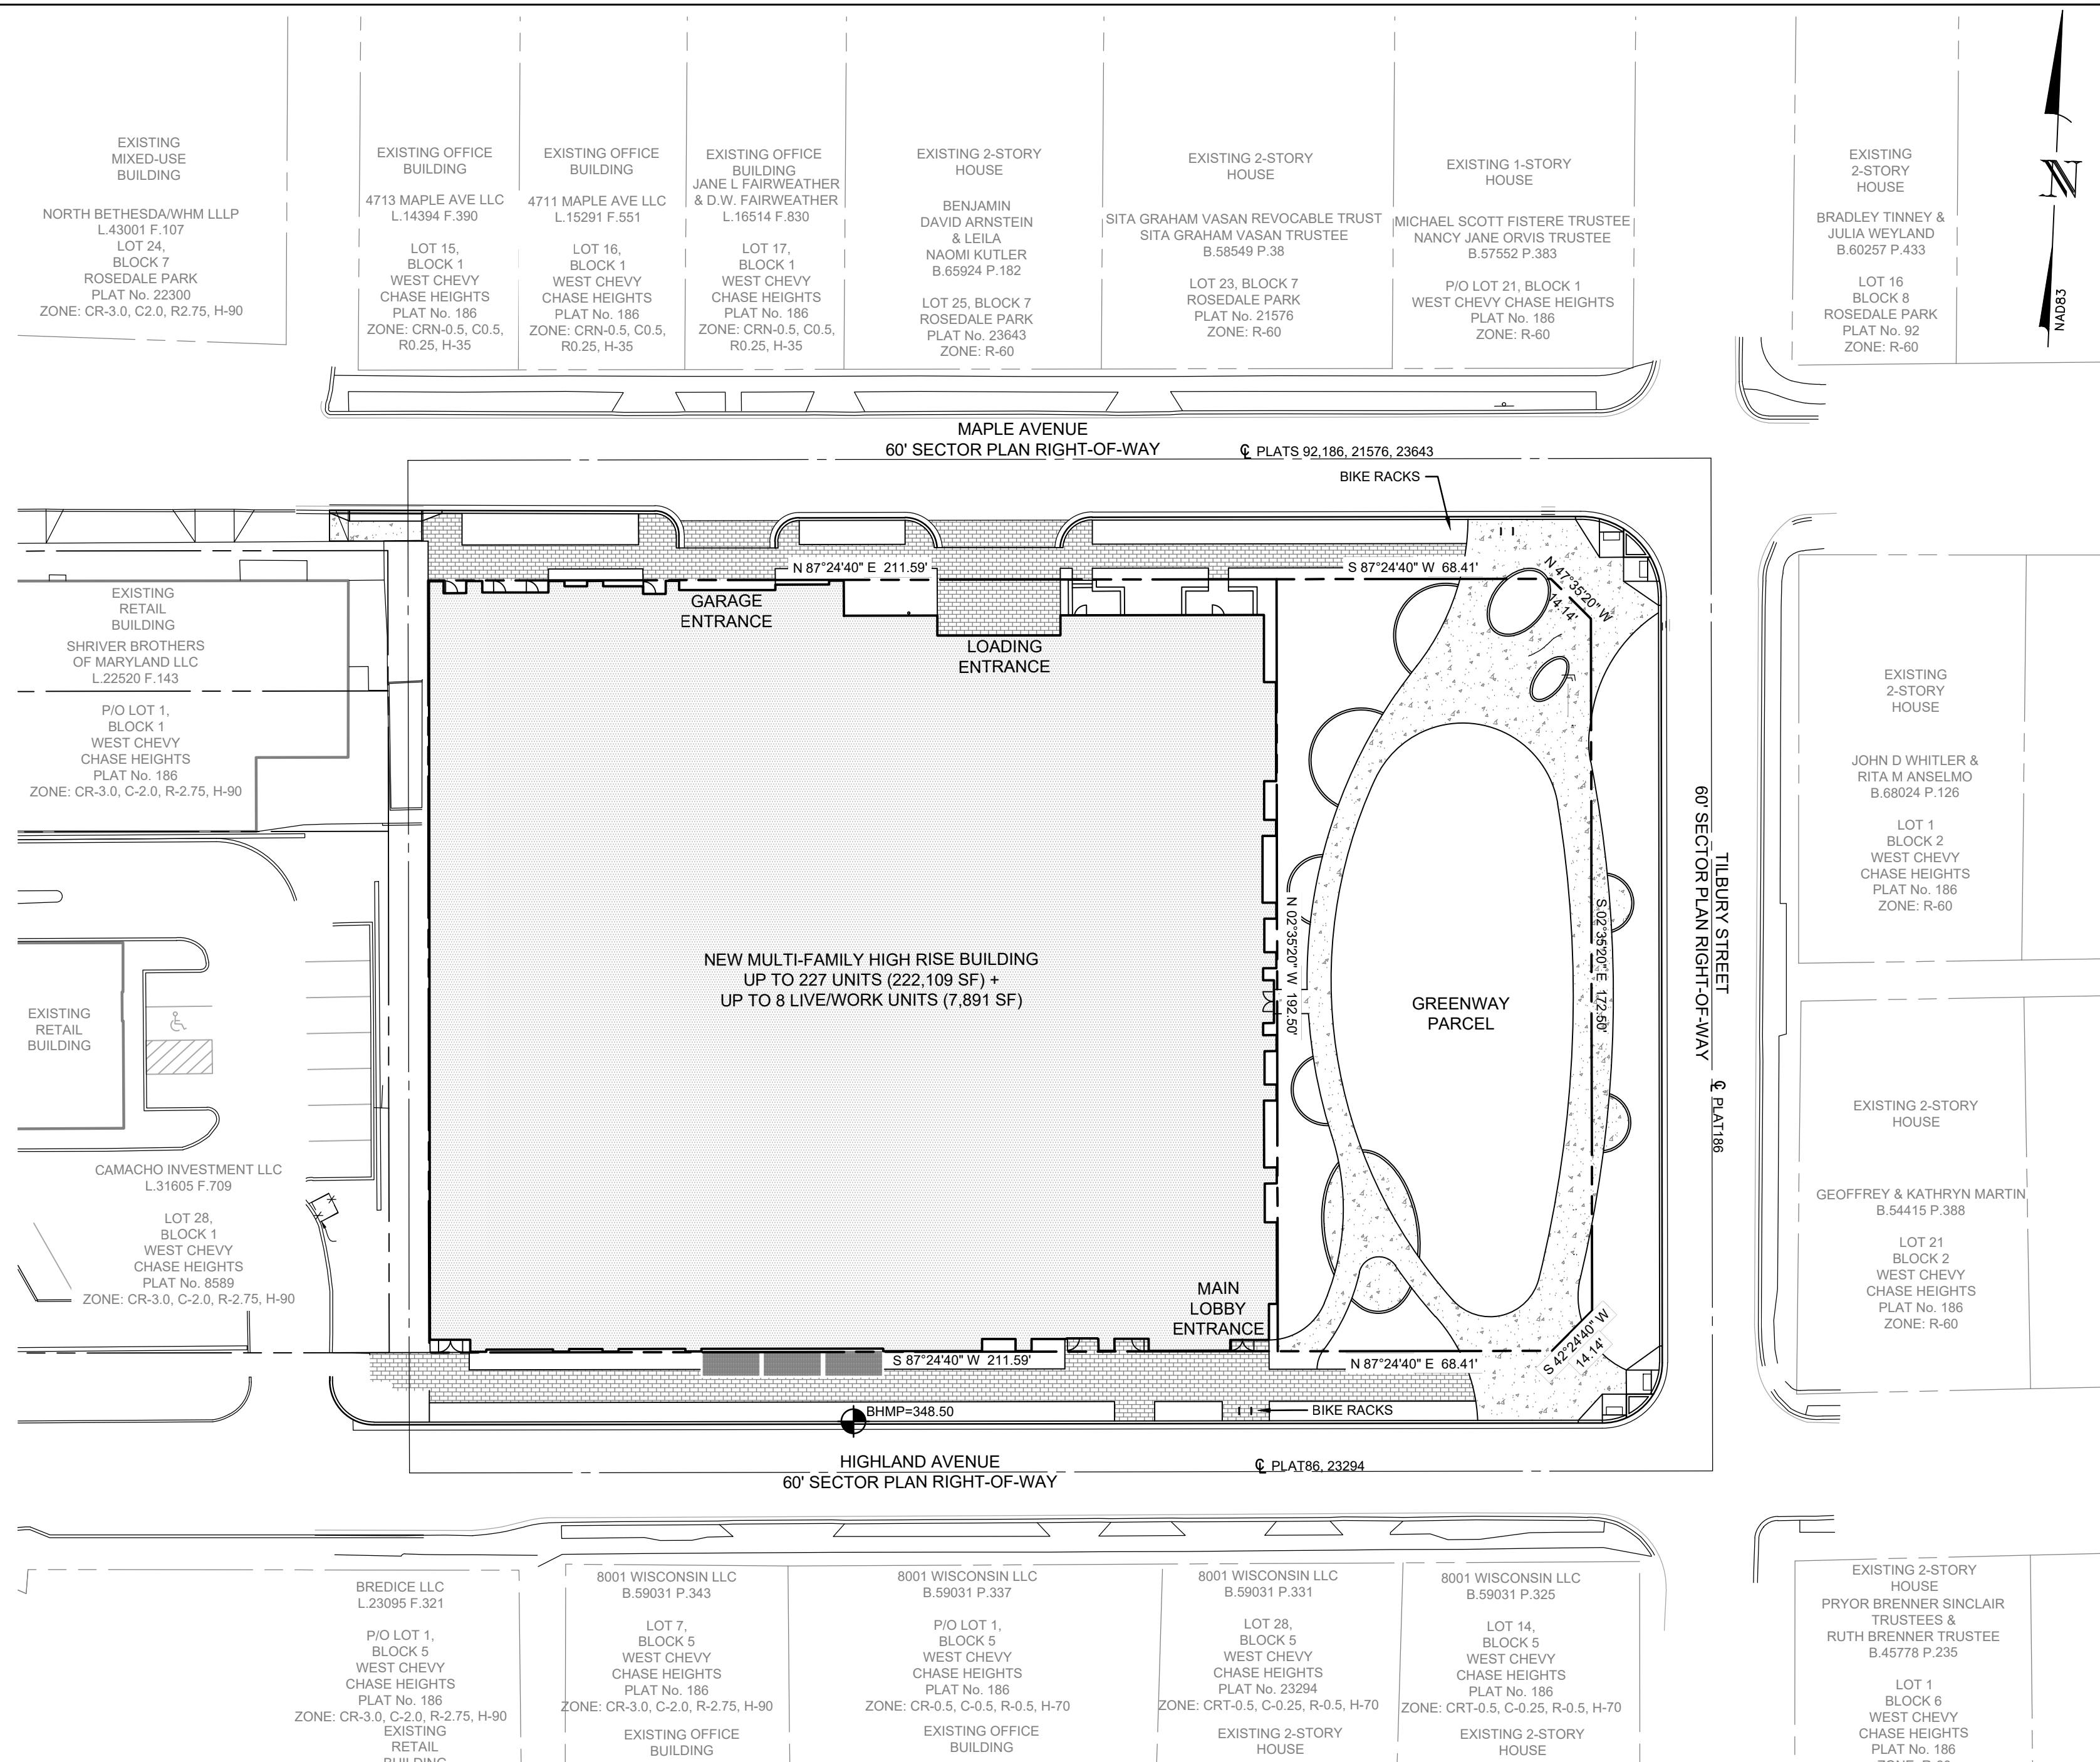 EXISTING
MIXED-USE
BUILDING
NORTH BETHESDA/WHM LLLP
L.43001 F.107
LOT 24,
BLOCK 7
ROSEDALE PARK
PLAT No. 22300
ZONE: CR-3.0, C2.0, R2.75, H-90
EXISTING OFFICE
BUILDING
4713 MAPLE AVE LLC
L.14394 F.390
LOT 15,
BLOCK 1
WEST CHEVY
CHASE HEIGHTS
PLAT No. 186
ZONE: CRN-0.5, C0.5,
R0.25, H-35
EXISTING OFFICE
BUILDING
4711 MAPLE AVE LLC
L.15291 F.551
LOT 16,
BLOCK 1
WEST CHEVY
CHASE HEIGHTS
PLAT No. 186
ZONE: CRN-0.5, C0.5,
R0.25, H-35
EXISTING OFFICE
BUILDING
JANE L FAIRWEATHER
& D.W. FAIRWEATHER
L.16514 F.830
LOT 17,
BLOCK 1
WEST CHEVY
CHASE HEIGHTS
PLAT No. 186
ZONE: CRN-0.5, C0.5,
R0.25, H-35
EXISTING 2-STORY
HOUSE
BENJAMIN
DAVID ARNSTEIN
& LEILA
NAOMI KUTLER
B.65924 P.182
LOT 25, BLOCK 7
ROSEDALE PARK
PLAT No. 23643
ZONE: R-60
EXISTING 2-STORY
HOUSE
SITA GRAHAM VASAN REVOCABLE TRUST
SITA GRAHAM VASAN TRUSTEE
B.58549 P.38
LOT 23, BLOCK 7
ROSEDALE PARK
PLAT No. 21576
ZONE: R-60
EXISTING 1-STORY
HOUSE
MICHAEL SCOTT FISTERE TRUSTEE
NANCY JANE ORVIS TRUSTEE
B.57552 P.383
P/O LOT 21, BLOCK 1
WEST CHEVY CHASE HEIGHTS
PLAT No. 186
ZONE: R-60
EXISTING
2-STORY
HOUSE
BRADLEY TINNEY &
JULIA WEYLAND
B.60257 P.433
LOT 16
BLOCK 8
ROSEDALE PARK
PLAT No. 92
ZONE: R-60
N
NAD83
MAPLE AVENUE
60' SECTOR PLAN RIGHT-OF-WAY
℄ PLATS 92,186, 21576, 23643
BIKE RACKS
N 87°24'40" E 211.59'
S 87°24'40" W 68.41'
N 47°35'20" W
14.14'
GARAGE
ENTRANCE
LOADING
ENTRANCE
EXISTING
RETAIL
BUILDING
SHRIVER BROTHERS
OF MARYLAND LLC
L.22520 F.143
P/O LOT 1,
BLOCK 1
WEST CHEVY
CHASE HEIGHTS
PLAT No. 186
ZONE: CR-3.0, C-2.0, R-2.75, H-90
EXISTING
2-STORY
HOUSE
JOHN D WHITLER &
RITA M ANSELMO
B.68024 P.126
LOT 1
BLOCK 2
WEST CHEVY
CHASE HEIGHTS
PLAT No. 186
ZONE: R-60
TILBURY STREET
60' SECTOR PLAN RIGHT-OF-WAY
℄ PLAT186
N 02°35'20" W 192.50'
S 02°35'20" E 172.50'
NEW MULTI-FAMILY HIGH RISE BUILDING
UP TO 227 UNITS (222,109 SF) +
UP TO 8 LIVE/WORK UNITS (7,891 SF)
GREENWAY
PARCEL
EXISTING
RETAIL
BUILDING
CAMACHO INVESTMENT LLC
L.31605 F.709
LOT 28,
BLOCK 1
WEST CHEVY
CHASE HEIGHTS
PLAT No. 8589
ZONE: CR-3.0, C-2.0, R-2.75, H-90
EXISTING 2-STORY
HOUSE
GEOFFREY & KATHRYN MARTIN
B.54415 P.388
LOT 21
BLOCK 2
WEST CHEVY
CHASE HEIGHTS
PLAT No. 186
ZONE: R-60
MAIN
LOBBY
ENTRANCE
S 87°24'40" W 211.59'
N 87°24'40" E 68.41'
S 42°24'40" W
14.14'
BHMP=348.50
BIKE RACKS
HIGHLAND AVENUE
60' SECTOR PLAN RIGHT-OF-WAY
℄ PLAT86, 23294
BREDICE LLC
L.23095 F.321
P/O LOT 1,
BLOCK 5
WEST CHEVY
CHASE HEIGHTS
PLAT No. 186
ZONE: CR-3.0, C-2.0, R-2.75, H-90
EXISTING
RETAIL
BUILDING
8001 WISCONSIN LLC
B.59031 P.343
LOT 7,
BLOCK 5
WEST CHEVY
CHASE HEIGHTS
PLAT No. 186
ZONE: CR-3.0, C-2.0, R-2.75, H-90
EXISTING OFFICE
BUILDING
8001 WISCONSIN LLC
B.59031 P.337
P/O LOT 1,
BLOCK 5
WEST CHEVY
CHASE HEIGHTS
PLAT No. 186
ZONE: CR-0.5, C-0.5, R-0.5, H-70
EXISTING OFFICE
BUILDING
8001 WISCONSIN LLC
B.59031 P.331
LOT 28,
BLOCK 5
WEST CHEVY
CHASE HEIGHTS
PLAT No. 23294
ZONE: CRT-0.5, C-0.25, R-0.5, H-70
EXISTING 2-STORY
HOUSE
8001 WISCONSIN LLC
B.59031 P.325
LOT 14,
BLOCK 5
WEST CHEVY
CHASE HEIGHTS
PLAT No. 186
ZONE: CRT-0.5, C-0.25, R-0.5, H-70
EXISTING 2-STORY
HOUSE
EXISTING 2-STORY
HOUSE
PRYOR BRENNER SINCLAIR
TRUSTEES &
RUTH BRENNER TRUSTEE
B.45778 P.235
LOT 1
BLOCK 6
WEST CHEVY
CHASE HEIGHTS
PLAT No. 186